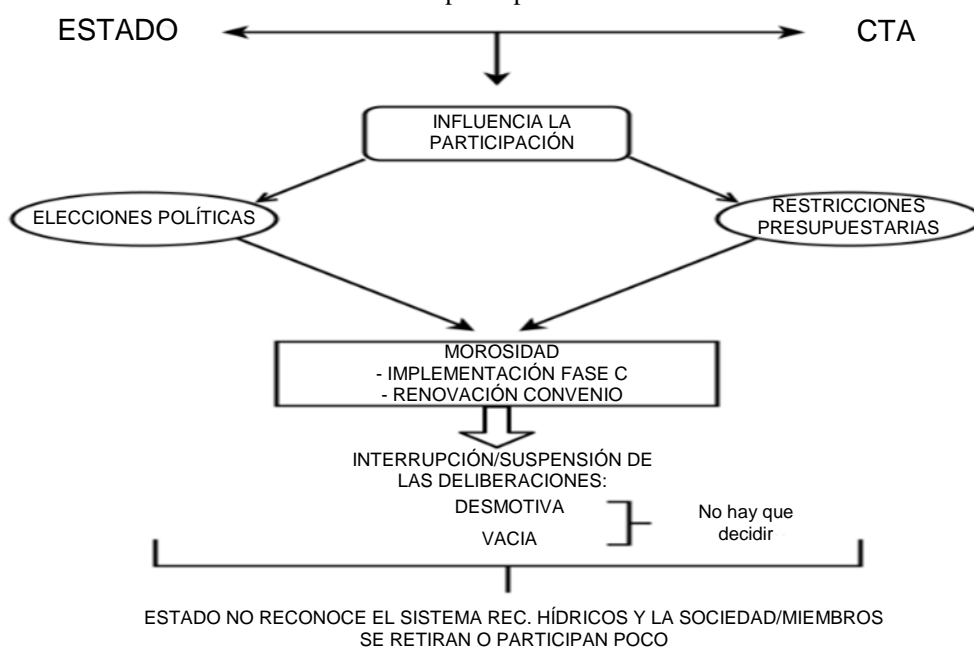 ESTADO
CTA
INFLUENCIA LA
PARTICIPACIÓN
ELECCIONES POLÍTICAS
RESTRICCIONES
PRESUPUESTARIAS
MOROSIDAD
- IMPLEMENTACIÓN FASE C
- RENOVACIÓN CONVENIO
INTERRUPCIÓN/SUSPENSIÓN DE
LAS DELIBERACIONES:
DESMOTIVA
VACIA
No hay que
decidir
ESTADO NO RECONOCE EL SISTEMA REC. HÍDRICOS Y LA SOCIEDAD/MIEMBROS
SE RETIRAN O PARTICIPAN POCO